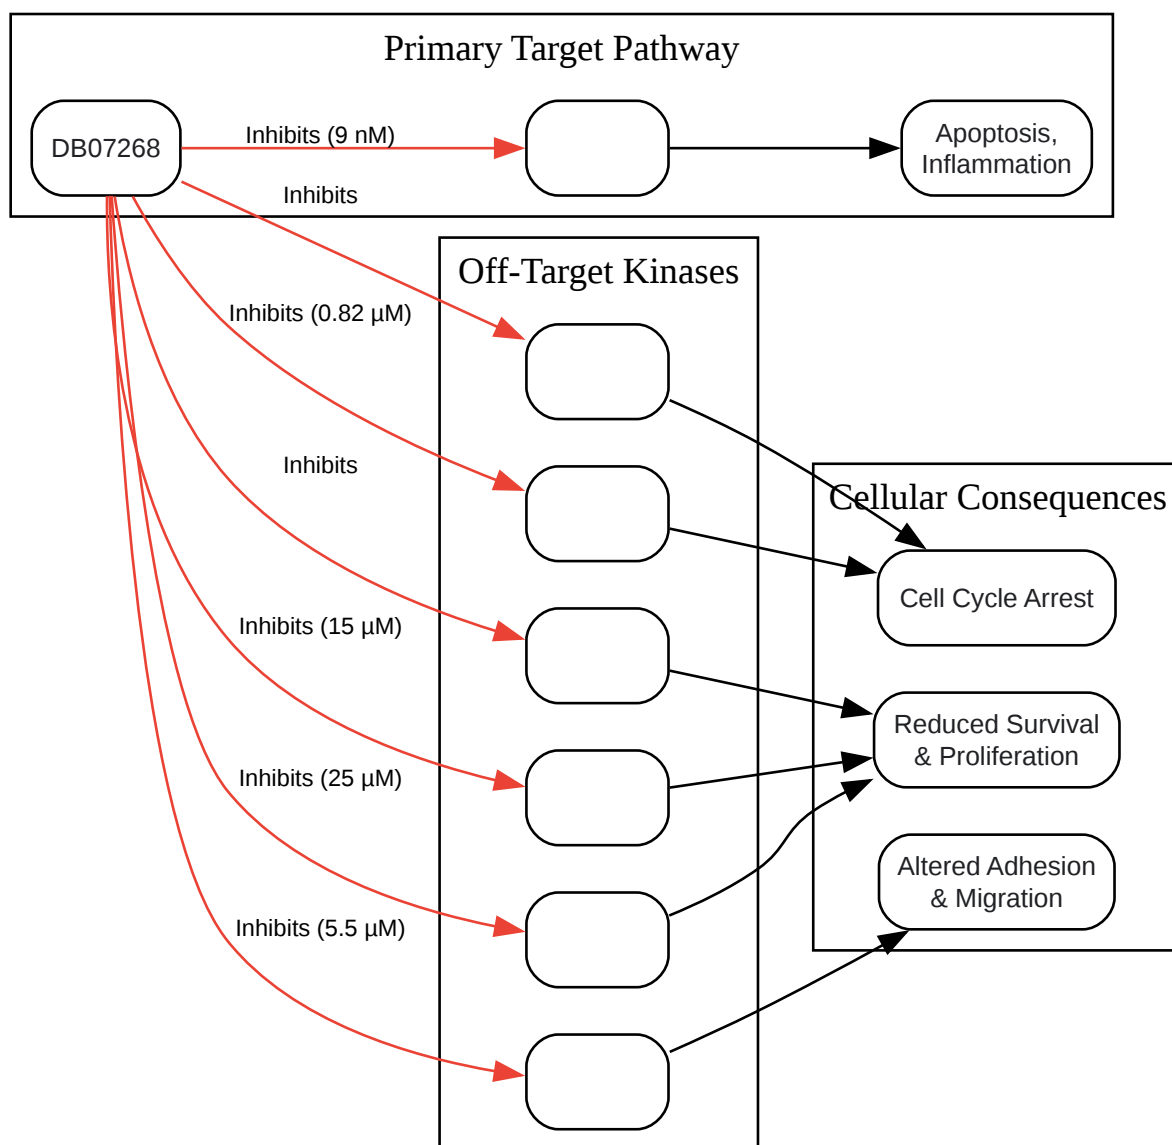 Primary Target Pathway
DB07268
Inhibits (9 nM)
Apoptosis,
Inflammation
Inhibits
Off-Target Kinases
Inhibits (0.82 µM)
Inhibits
Cellular Consequences
Cell Cycle Arrest
Inhibits (15 µM)
Reduced Survival
& Proliferation
Inhibits (25 µM)
Altered Adhesion
& Migration
Inhibits (5.5 µM)